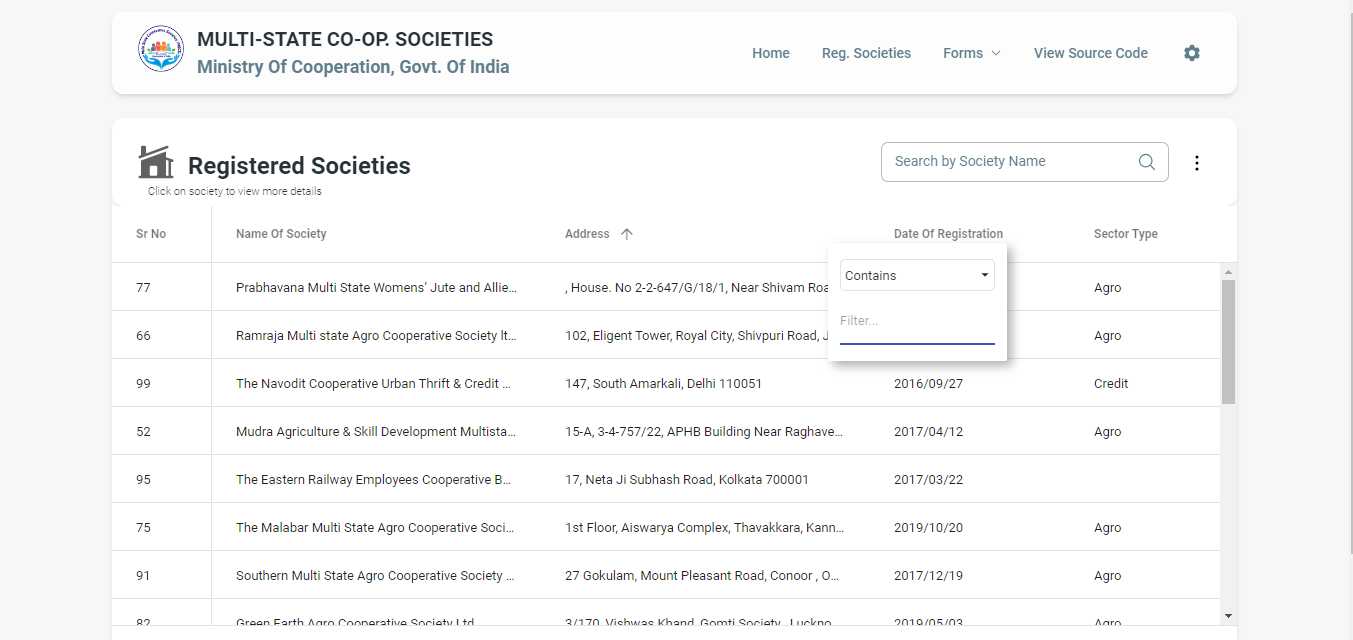 MULTI-STATE CO-OP. SOCIETIES
Ministry Of Cooperation, Govt. Of India
Home Reg. Societies Forms View Source Code
Registered Societies
Click on society to view more details
Search by Society Name
Sr No Name Of Society Address Date Of Registration Sector Type
Contains
Filter...
77 Prabhavana Multi State Womens’ Jute and Allie... , House. No 2-2-647/G/18/1, Near Shivam Roa Agro
66 Ramraja Multi state Agro Cooperative Society lt... 102, Eligent Tower, Royal City, Shivpuri Road, J Agro
99 The Navodit Cooperative Urban Thrift & Credit ... 147, South Amarkali, Delhi 110051 2016/09/27 Credit
52 Mudra Agriculture & Skill Development Multista... 15-A, 3-4-757/22, APHB Building Near Raghave... 2017/04/12 Agro
95 The Eastern Railway Employees Cooperative B... 17, Neta Ji Subhash Road, Kolkata 700001 2017/03/22
75 The Malabar Multi State Agro Cooperative Soci... 1st Floor, Aiswarya Complex, Thavakkara, Kann... 2019/10/20 Agro
91 Southern Multi State Agro Cooperative Society ... 27 Gokulam, Mount Pleasant Road, Conoor , O... 2017/12/19 Agro
82 Green Earth Agro Cooperative Society Ltd 3/170, Vishwas Khand, Gomti Society , Luckno... 2019/05/03 Agro